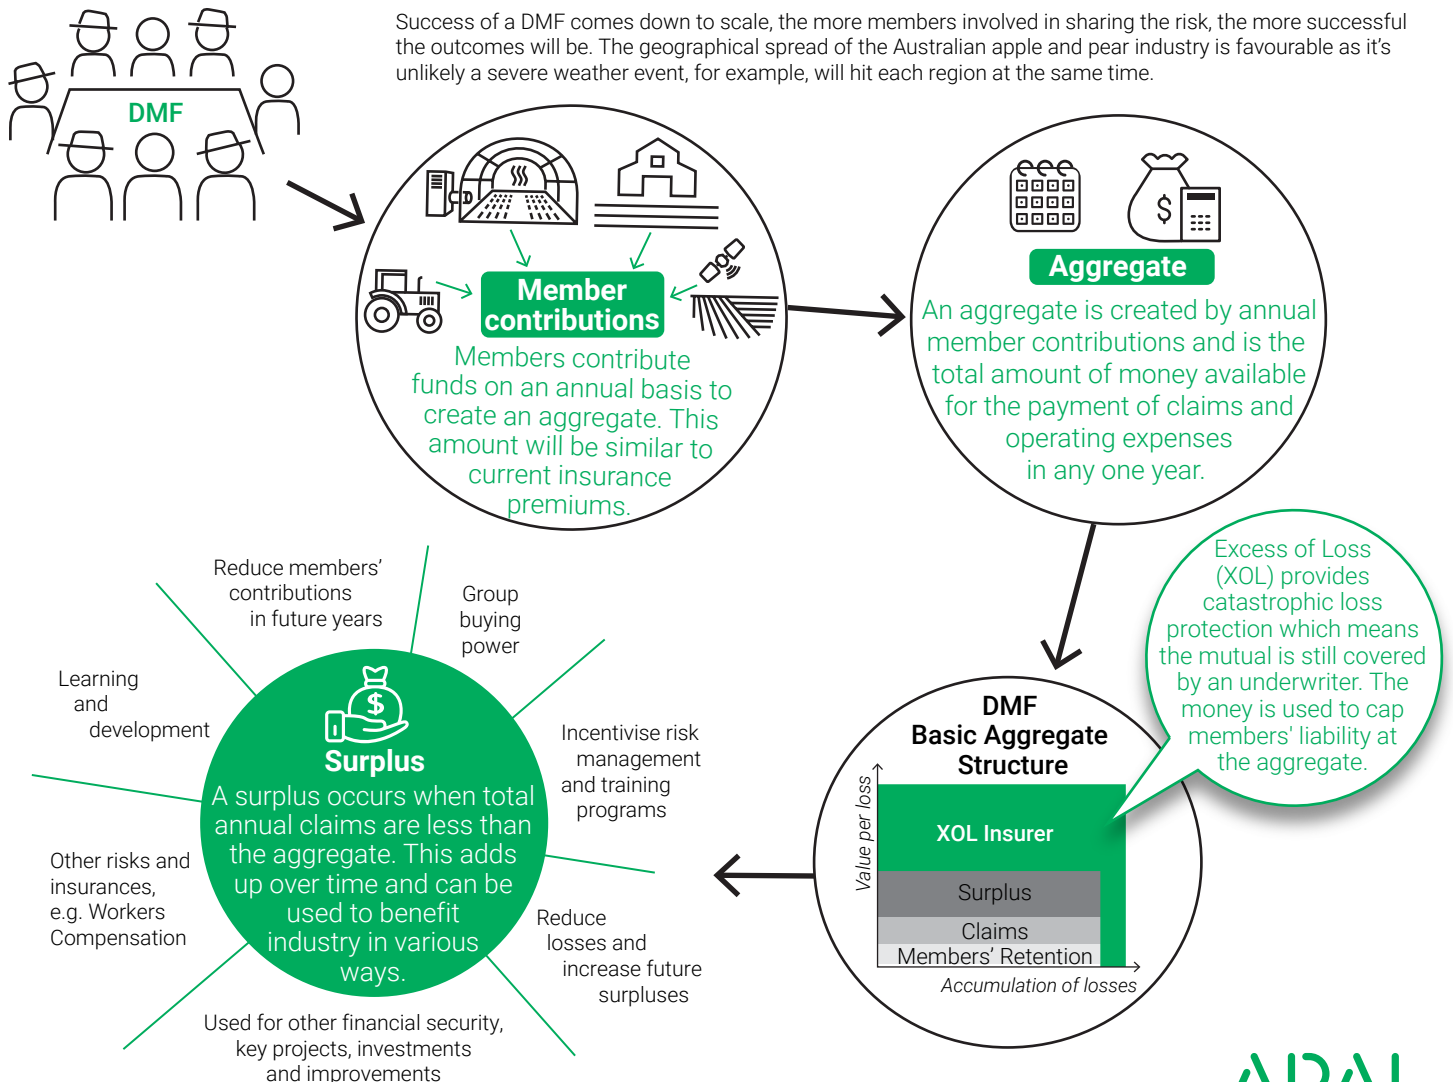 Success of a DMF comes down to scale, the more members involved in sharing the risk, the more successful
the outcomes will be. The geographical spread of the Australian apple and pear industry is favourable as it's
unlikely a severe weather event, for example, will hit each region at the same time.
DMF
Member
contributions
Members contribute
funds on an annual basis to
create an aggregate. This
amount will be similar to
current insurance
premiums.
$
Aggregate
An aggregate is created by annual
member contributions and is the
total amount of money available
for the payment of claims and
operating expenses
in any one year.
Excess of Loss
(XOL) provides
catastrophic loss
protection which means
the mutual is still covered
by an underwriter. The
money is used to cap
members' liability at
the aggregate.
DMF
Basic Aggregate
Structure
Value per loss
XOL Insurer
Surplus
Claims
Members' Retention
Accumulation of losses
$
Surplus
A surplus occurs when total
annual claims are less than
the aggregate. This adds
up over time and can be
used to benefit
industry in various
ways.
Reduce members'
contributions
in future years
Group
buying
power
Incentivise risk
management
and training
programs
Reduce
losses and
increase future
surpluses
Used for other financial security,
key projects, investments
and improvements
Other risks and
insurances,
e.g. Workers
Compensation
Learning
and
development